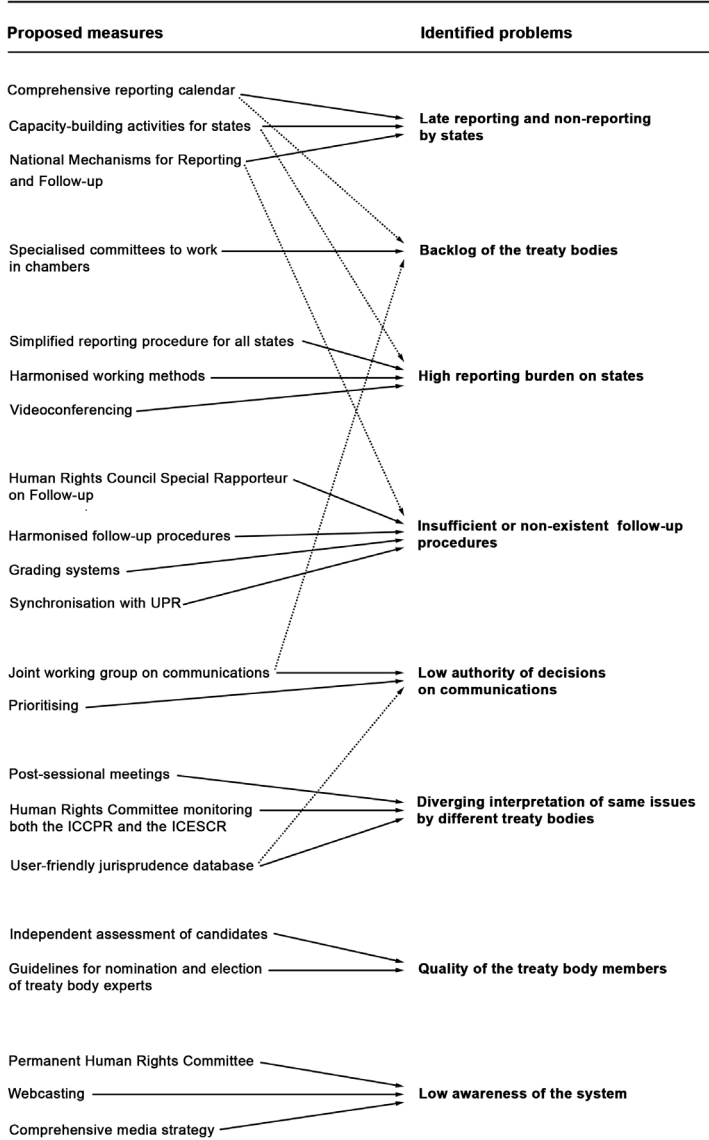 Proposed measures
Identified problems
Comprehensive reporting calendar
Capacity-building activities for states
National Mechanisms for Reporting
and Follow-up
Late reporting and non-reporting
by states
Specialised committees to work
in chambers
Backlog of the treaty bodies
Simplified reporting procedure for all states
Harmonised working methods
Videoconferencing
High reporting burden on states
Human Rights Council Special Rapporteur
on Follow-up
Harmonised follow-up procedures
Grading systems
Synchronisation with UPR
Insufficient or non-existent follow-up
procedures
Joint working group on communications
Prioritising
Low authority of decisions
on communications
Post-sessional meetings
Human Rights Committee monitoring
both the ICCPR and the ICESCR
User-friendly jurisprudence database
Diverging interpretation of same issues
by different treaty bodies
Independent assessment of candidates
Guidelines for nomination and election
of treaty body experts
Quality of the treaty body members
Permanent Human Rights Committee
Webcasting
Comprehensive media strategy
Low awareness of the system